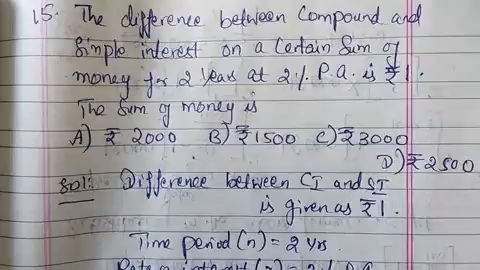 15. The difference between Compound and
Simple interest on a Certain Sum of
money for 2 Years at 2%. P.a. is ₹1.
The Sum of money is
A) ₹ 2000 B) ₹1500 C) ₹3000
D) ₹2500
Sol: Difference between CI and SI
is given as ₹1.
Time period (n) = 2 yrs.